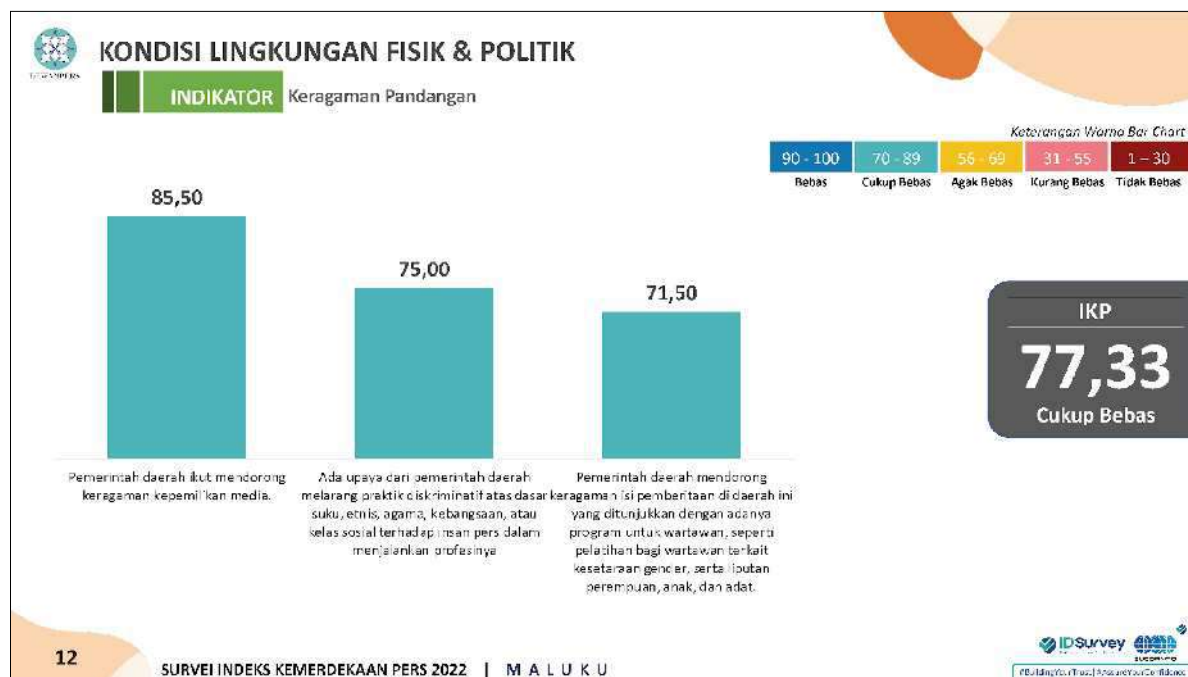 KONDISI LINGKUNGAN FISIK & POLITIK
INDIKATOR Keragaman Pandangan
Keterangan Warna Bar Chart
90 - 100
70 - 89
56 - 69
31 - 55
1 – 30
Bebas
Cukup Bebas
Agak Bebas
Kurang Bebas
Tidak Bebas
85,50
75,00
71,50
IKP
77,33
Cukup Bebas
Pemerintah daerah ikut mendorong
keragaman kepemilikan media.
Ada upaya dari pemerintah daerah
melarang praktik diskriminatif atas dasar
suku, etnis, agama, kebangsaan, atau
kelas sosial terhadap insan pers dalam
menjalankan profesinya
Pemerintah daerah mendorong
keragaman isi pemberitaan di daerah ini
yang ditunjukkan dengan adanya
program untuk wartawan, seperti
pelatihan bagi wartawan terkait
kesetaraan gender, serta liputan
perempuan, anak, dan adat.
12
SURVEI INDEKS KEMERDEKAAN PERS 2022 | MALUKU
IDSurvey